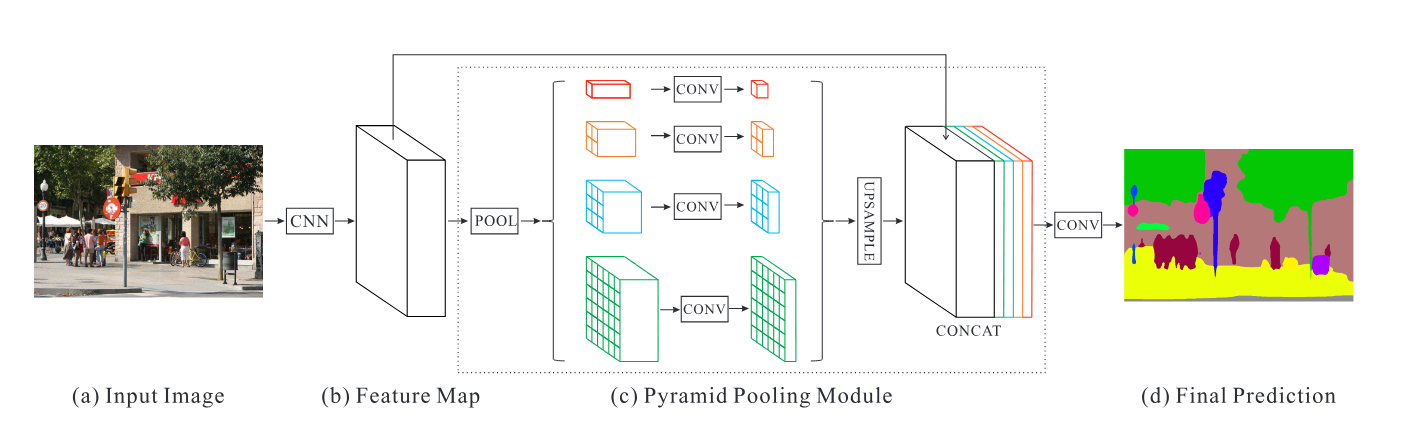 CNN
POOL
CONV
CONV
CONV
CONV
UPSAMPLE
CONCAT
CONV
(a) Input Image
(b) Feature Map
(c) Pyramid Pooling Module
(d) Final Prediction